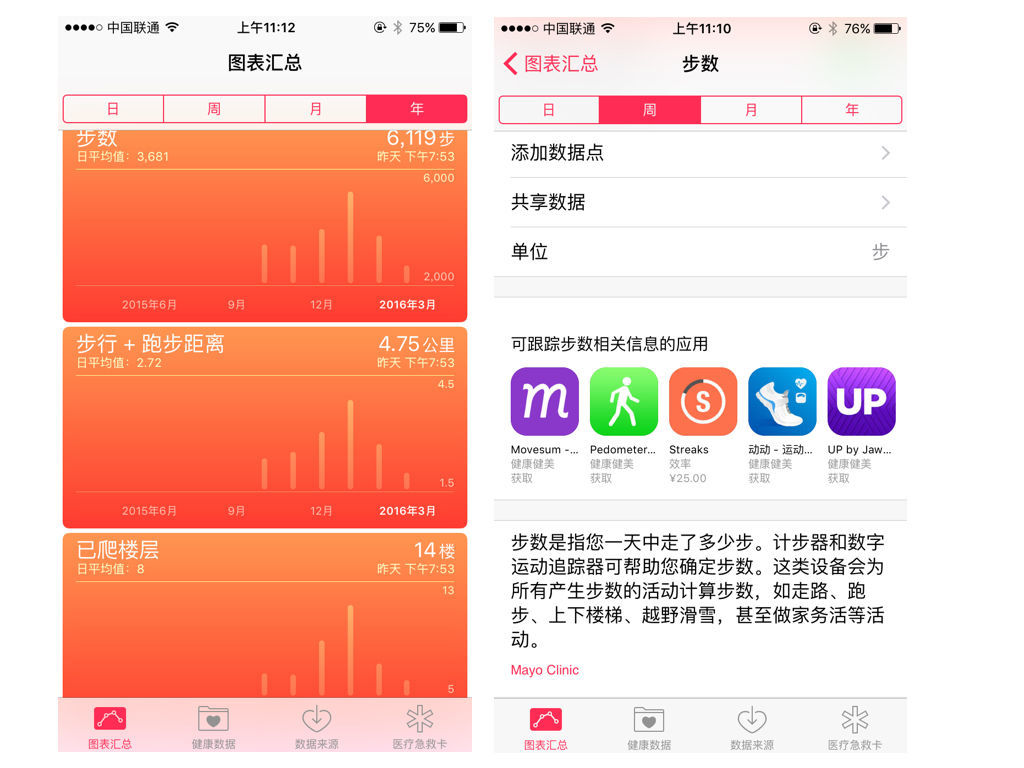 中国联通
上午11:12
75%
图表汇总
日
周
月
年
步数
6,119步
日平均值：3,681
昨天 下午7:53
6,000
2,000
2015年6月
9月
12月
2016年3月
步行 + 跑步距离
4.75公里
日平均值：2.72
昨天 下午7:53
4.5
1.5
2015年6月
9月
12月
2016年3月
已爬楼层
14楼
日平均值：8
昨天 下午7:53
13
5
图表汇总
健康数据
数据来源
医疗急救卡
中国联通
上午11:10
76%
图表汇总
步数
日
周
月
年
添加数据点
共享数据
单位
步
可跟踪步数相关信息的应用
m
S
UP
Movesum -...
健康健美
获取
Pedometer...
健康健美
获取
Streaks
效率
¥25.00
动动 - 运动...
健康健美
获取
UP by Jaw...
健康健美
获取
步数是指您一天中走了多少步。计步器和数字
运动追踪器可帮助您确定步数。这类设备会为
所有产生步数的活动计算步数，如走路、跑
步、上下楼梯、越野滑雪，甚至做家务活等活
动。
Mayo Clinic
图表汇总
健康数据
数据来源
医疗急救卡